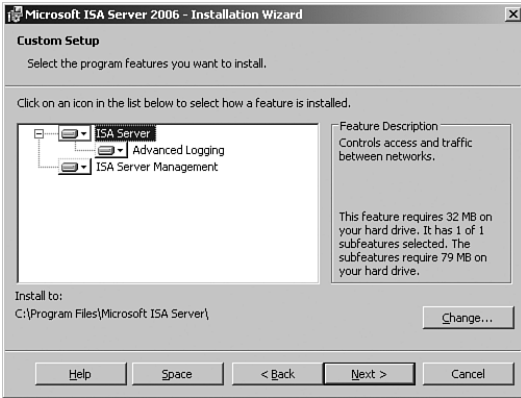 Microsoft ISA Server 2006 - Installation Wizard
Custom Setup
Select the program features you want to install.
Click on an icon in the list below to select how a feature is installed.
ISA Server
Advanced Logging
ISA Server Management
Feature Description
Controls access and traffic
between networks.
This feature requires 32 MB on
your hard drive. It has 1 of 1
subfeatures selected. The
subfeatures require 79 MB on
your hard drive.
Install to:
C:\Program Files\Microsoft ISA Server\
Change...
Help
Space
< Back
Next >
Cancel